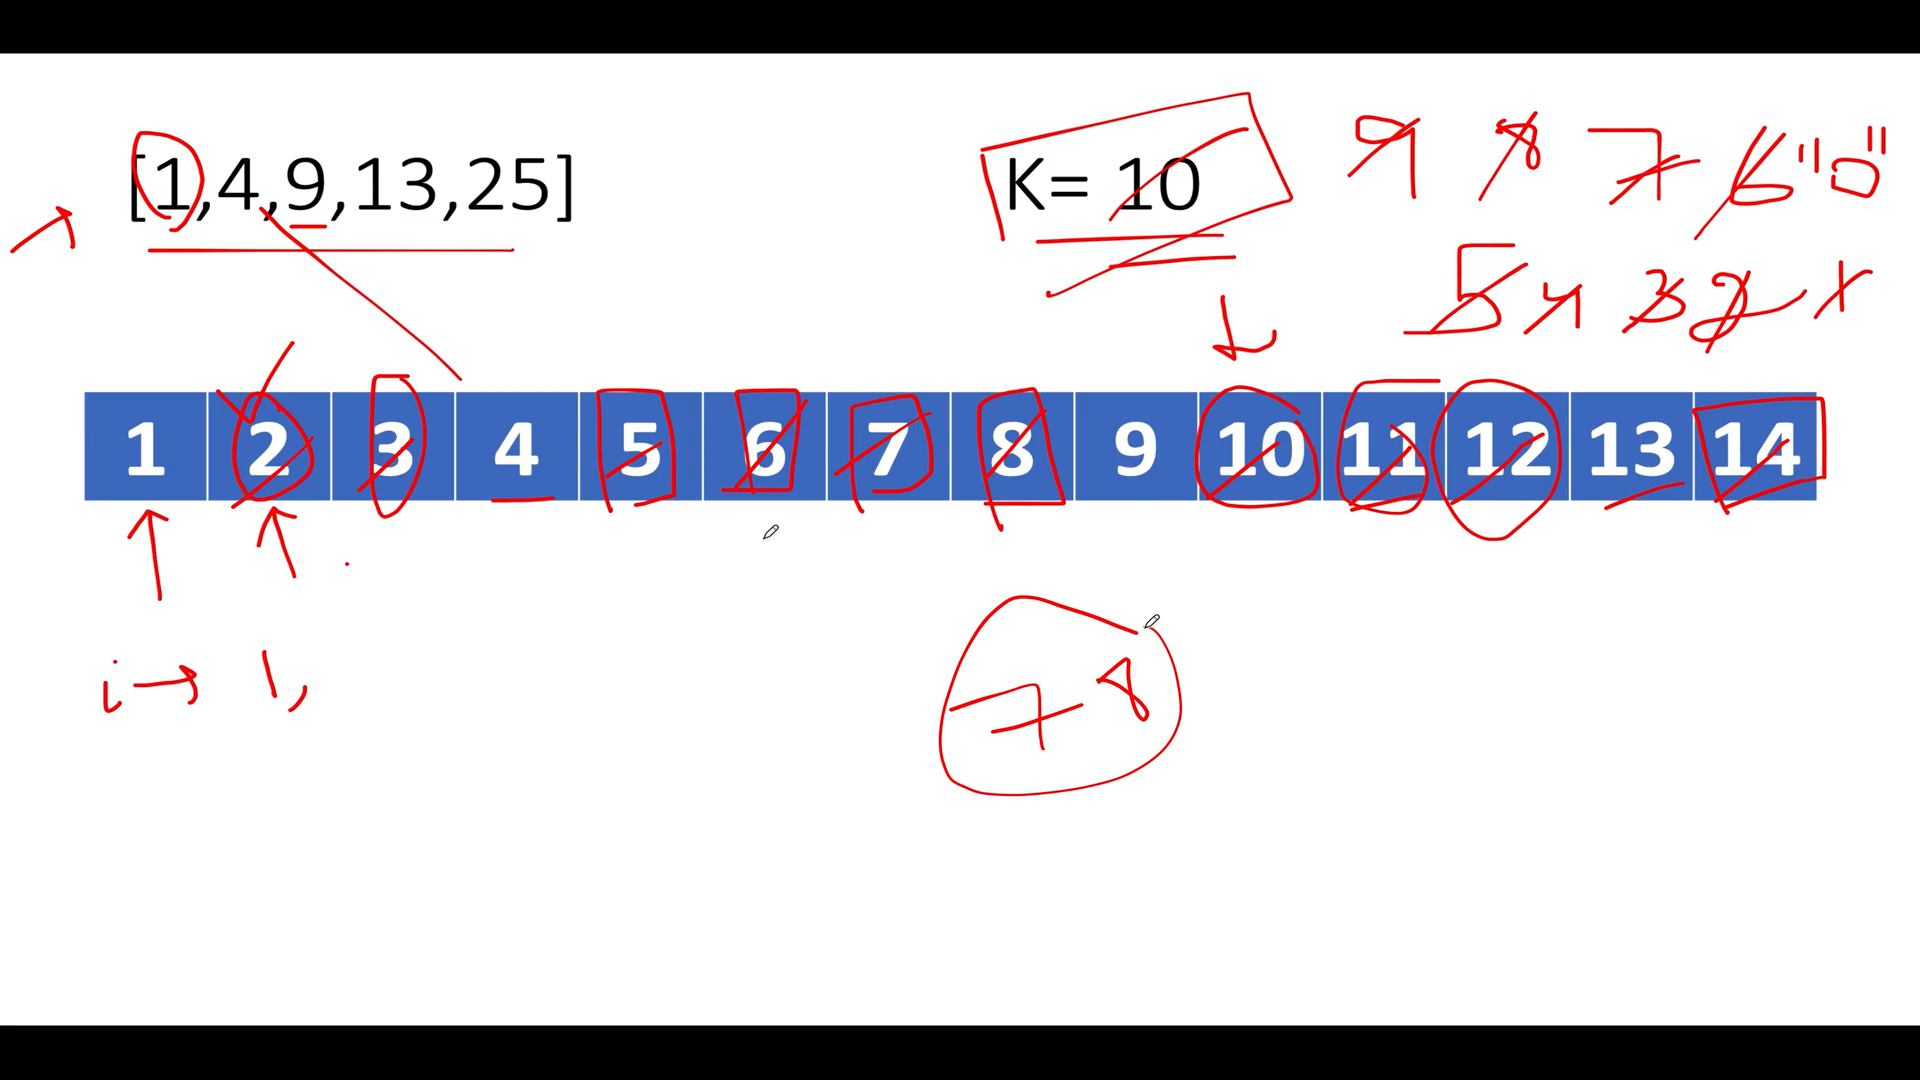 [1,4,9,13,25] K= 10 9 8 7 6 "0"
5 4 3 2 1
1 2 3 4 5 6 7 8 9 10 11 12 13 14
i → 1, 7 8